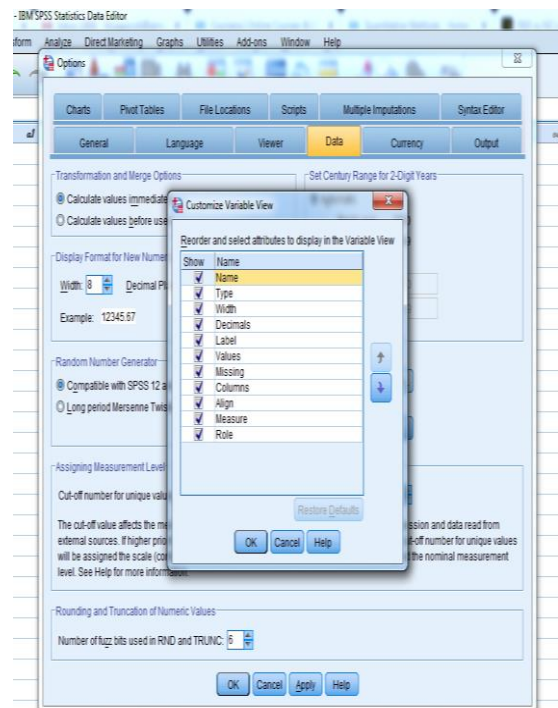 - IBM SPSS Statistics Data Editor
form Analyze Direct Marketing Graphs Utilities Add-ons Window Help
Options
Charts Pivot Tables File Locations Scripts Multiple Imputations Syntax Editor
General Language Viewer Data Currency Output
Transformation and Merge Options
Calculate values immediate
Calculate values before use
Set Century Range for 2-Digit Years
Display Format for New Numer
Width: 8 Decimal Pl
Example: 12345.67
Random Number Generator
Compatible with SPSS 12 a
Long period Mersenne Twis
Customize Variable View
Reorder and select attributes to display in the Variable View
Show Name
Name
Type
Width
Decimals
Label
Values
Missing
Columns
Align
Measure
Role
Restore Defaults
OK Cancel Help
Assigning Measurement Level
Cut-off number for unique valu
The cut-off value affects the me ssion and data read from
external sources. If higher prio t-off number for unique values
will be assigned the scale (con the nominal measurement
level. See Help for more information.
Rounding and Truncation of Numeric Values
Number of fuzz bits used in RND and TRUNC: 6
OK Cancel Apply Help